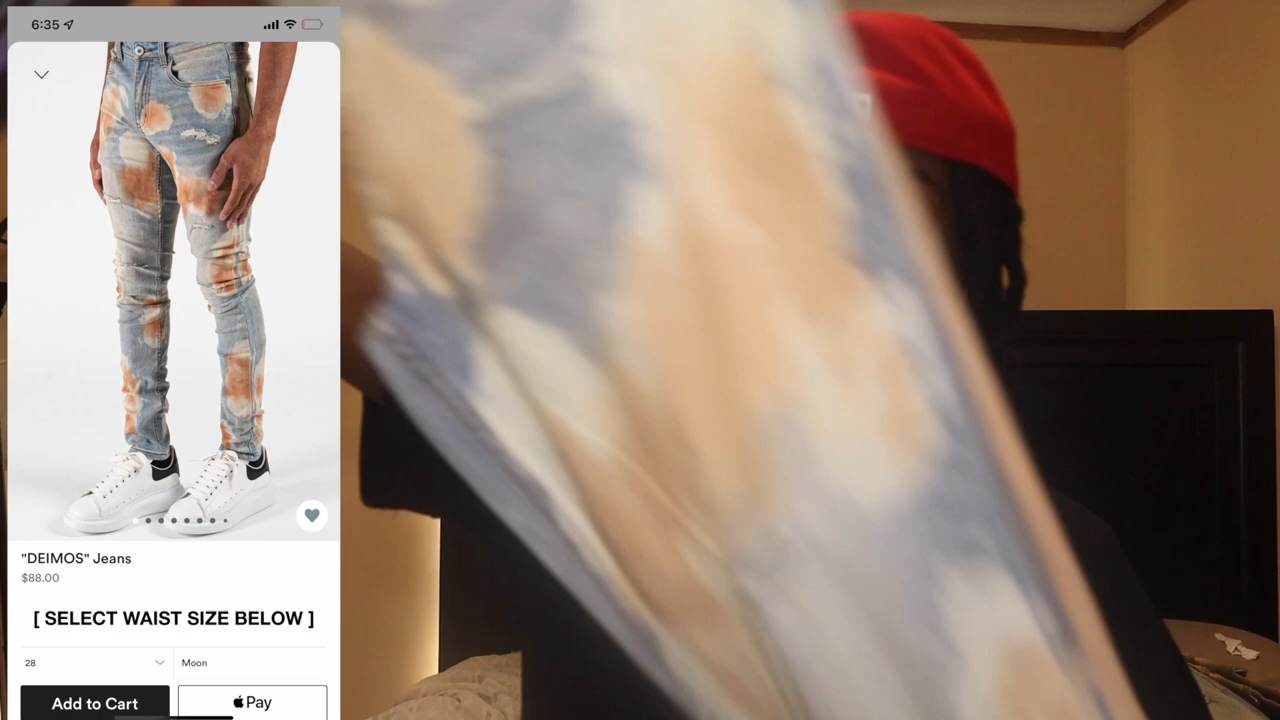 6:35
"DEIMOS" Jeans
$88.00
[ SELECT WAIST SIZE BELOW ]
28
Moon
Add to Cart
Pay